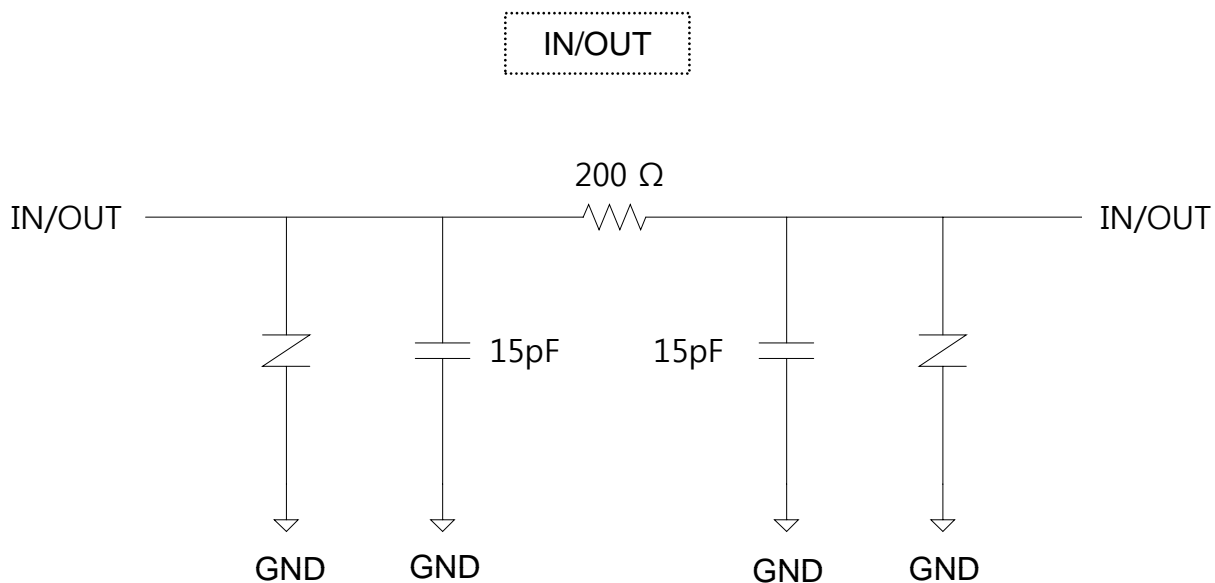 IN/OUT
200 Ω
IN/OUT
IN/OUT
15pF
15pF
GND
GND
GND
GND